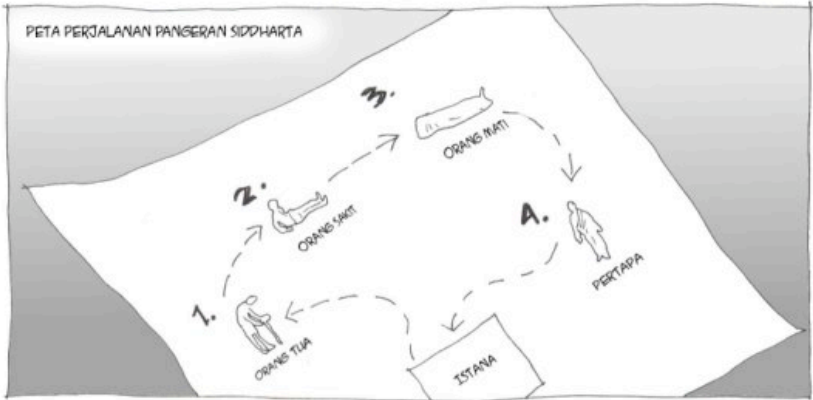 PETA PERJALANAN PANGERAN SIDDHARTA
3.
ORANG MATI
2.
ORANG SAKIT
4.
PERTAPA
1.
ORANG TUA
ISTANA